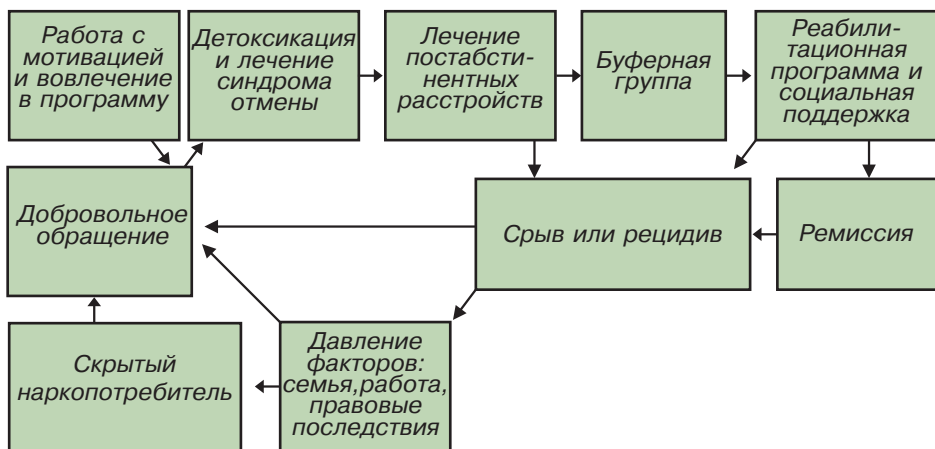 Работа с
мотивацией
и вовлечение
в программу
Детоксикация
и лечение
синдрома
отмены
Лечение
постабсти-
нентных
расстройств
Буферная
группа
Реабили-
тационная
программа и
социальная
поддержка
Добровольное
обращение
Срыв или рецидив
Ремиссия
Скрытый
наркопотребитель
Давление
факторов:
семья,работа,
правовые
последствия